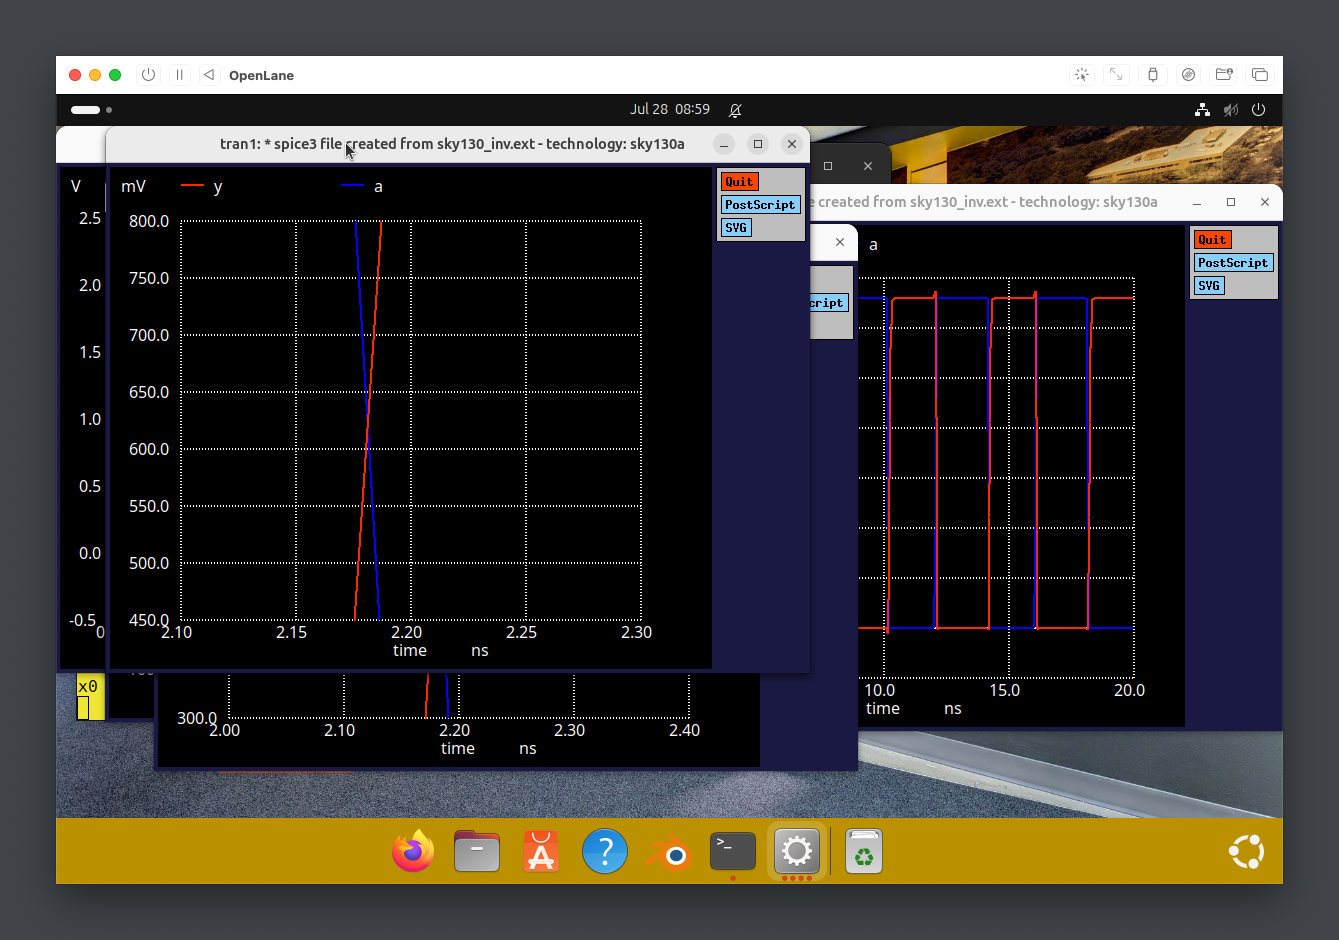 OpenLane
Jul 28 08:59
tran1: * spice3 file created from sky130_inv.ext - technology: sky130a
V
2.5
2.0
1.5
1.0
0.5
0.0
-0.5
0
mV
y
a
800.0
750.0
700.0
650.0
600.0
550.0
500.0
450.0
2.10
2.15
2.20
2.25
2.30
time
ns
Quit
PostScript
SVG
e created from sky130_inv.ext - technology: sky130a
a
Quit
PostScript
SVG
cript
10.0
15.0
20.0
time
ns
x0
300.0
2.00
2.10
2.20
2.30
2.40
time
ns
>_
?